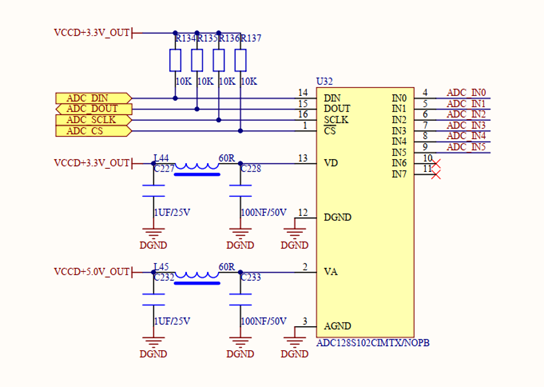 VCCD+3.3V_OUT
R134 R135 R136 R137
10K 10K 10K 10K
U32
ADC_DIN 14 DIN IN0 4 ADC_IN0
ADC_DOUT 15 DOUT IN1 5 ADC_IN1
ADC_SCLK 16 SCLK IN2 6 ADC_IN2
ADC_CS 1 CS IN3 7 ADC_IN3
IN4 8 ADC_IN4
IN5 9 ADC_IN5
IN6 10
IN7 11
VCCD+3.3V_OUT L44 60R 13 VD
C227 C228
1UF/25V 100NF/50V 12 DGND
DGND DGND DGND
VCCD+5.0V_OUT L45 60R 2 VA
C232 C233
1UF/25V 100NF/50V 3 AGND
DGND DGND DGND
ADC128S102CIMTX/NOPB